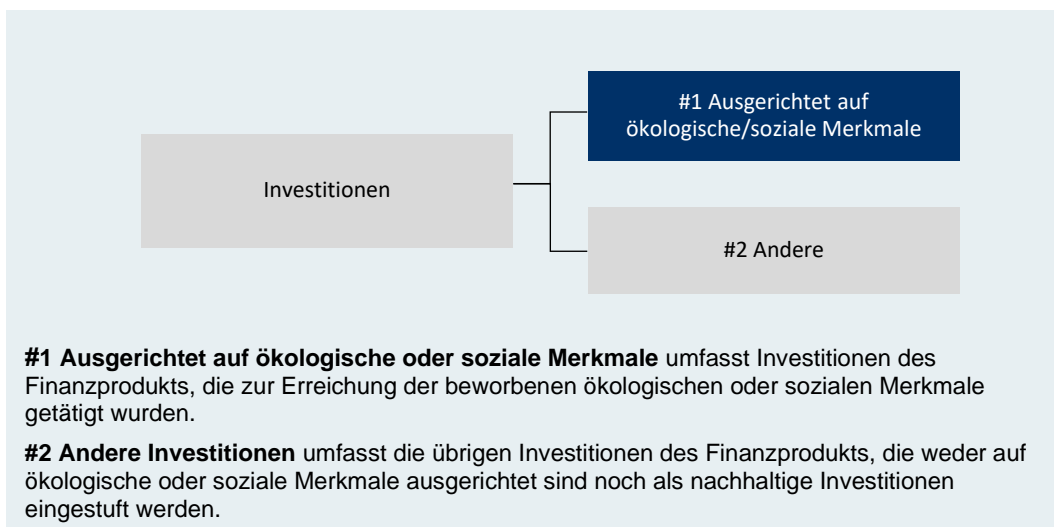 #1 Ausgerichtet auf
ökologische/soziale Merkmale
Investitionen
#2 Andere
#1 Ausgerichtet auf ökologische oder soziale Merkmale umfasst Investitionen des
Finanzprodukts, die zur Erreichung der beworbenen ökologischen oder sozialen Merkmale
getätigt wurden.
#2 Andere Investitionen umfasst die übrigen Investitionen des Finanzprodukts, die weder auf
ökologische oder soziale Merkmale ausgerichtet sind noch als nachhaltige Investitionen
eingestuft werden.